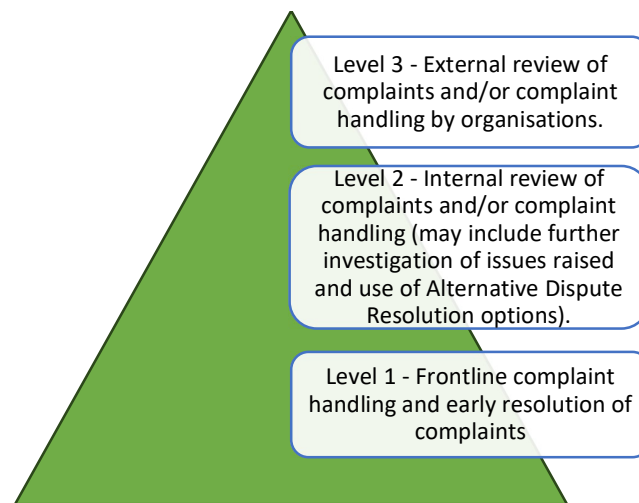 Level 3 - External review of
complaints and/or complaint
handling by organisations.
Level 2 - Internal review of
complaints and/or complaint
handling (may include further
investigation of issues raised
and use of Alternative Dispute
Resolution options).
Level 1 - Frontline complaint
handling and early resolution of
complaints